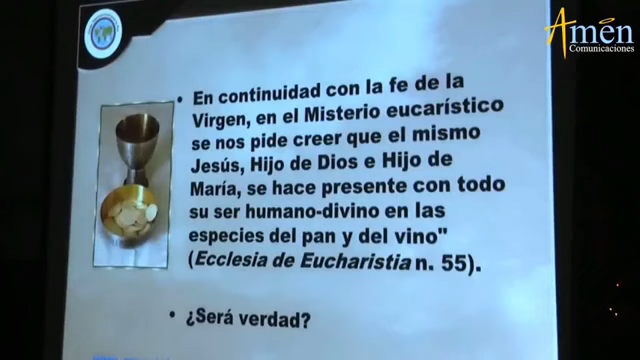 Amén
Comunicaciones
• En continuidad con la fe de la
Virgen, en el Misterio eucarístico
se nos pide creer que el mismo
Jesús, Hijo de Dios e Hijo de
María, se hace presente con todo
su ser humano-divino en las
especies del pan y del vino"
(Ecclesia de Eucharistia n. 55).
• ¿Será verdad?